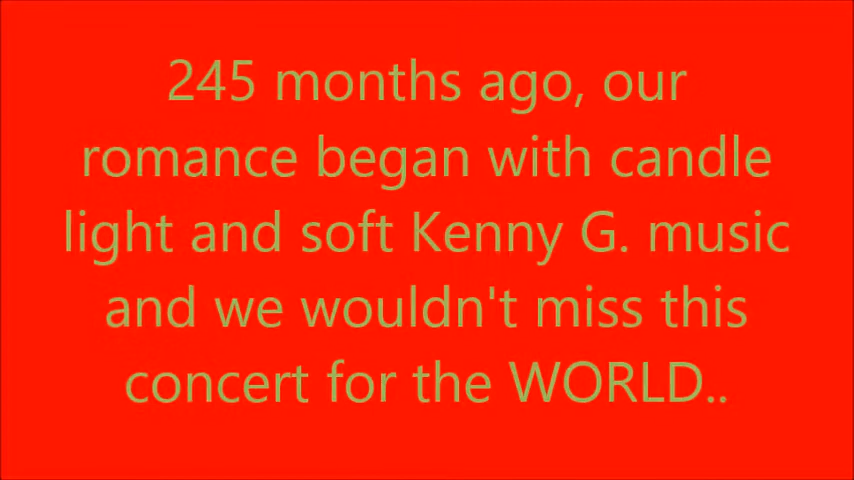 245 months ago, our
romance began with candle
light and soft Kenny G. music
and we wouldn't miss this
concert for the WORLD..